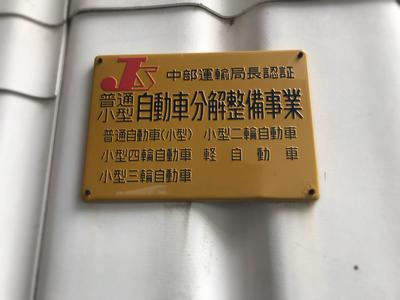 JS 中部運輸局長認証
普通
小型 自動車分解整備事業
普通自動車(小型) 小型二輪自動車
小型四輪自動車 軽自動車
小型三輪自動車